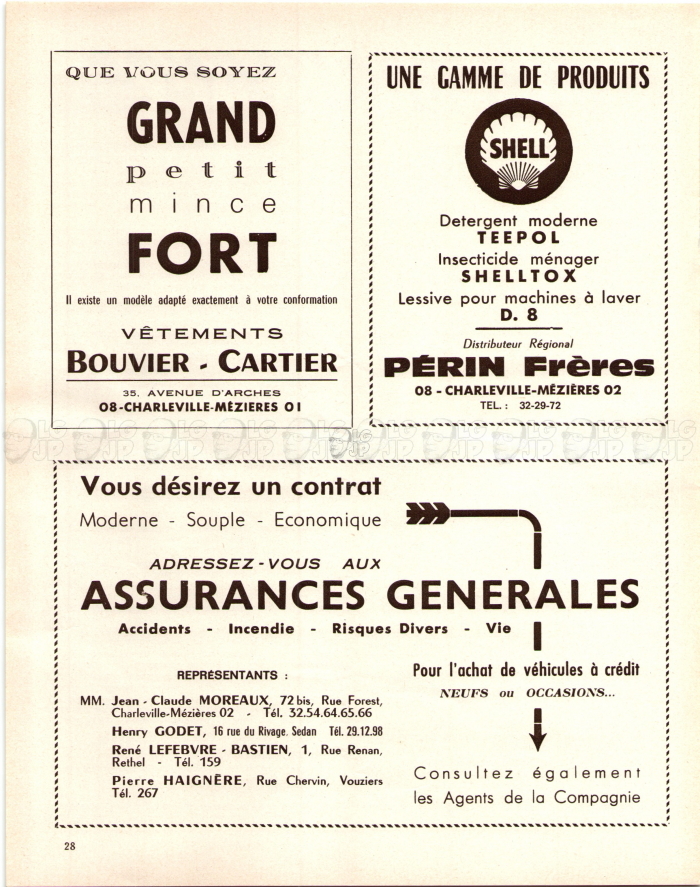 QUE VOUS SOYEZ
GRAND
petit
mince
FORT
Il existe un modèle adapté exactement à votre conformation
VÊTEMENTS
BOUVIER - CARTIER
35, AVENUE D'ARCHES
08-CHARLEVILLE-MÉZIERES 01
UNE GAMME DE PRODUITS
SHELL
Detergent moderne
TEEPOL
Insecticide ménager
SHELLTOX
Lessive pour machines à laver
D. 8
Distributeur Régional
PÉRIN Frères
08 - CHARLEVILLE-MÉZIÈRES 02
TEL. : 32-29-72
Vous désirez un contrat
Moderne - Souple - Economique
ADRESSEZ-VOUS AUX
ASSURANCES GENERALES
Accidents - Incendie - Risques Divers - Vie
REPRÉSENTANTS :
MM. Jean-Claude MOREAUX, 72 bis, Rue Forest,
Charleville-Mézières 02 - Tél. 32.54.64.65.66
Henry GODET, 16 rue du Rivage. Sedan Tél. 29.12.98
René LEFEBVRE - BASTIEN, 1, Rue Renan,
Rethel - Tél. 159
Pierre HAIGNÈRE, Rue Chervin, Vouziers
Tél. 267
Pour l'achat de véhicules à crédit
NEUFS ou OCCASIONS...
Consultez également
les Agents de la Compagnie
28